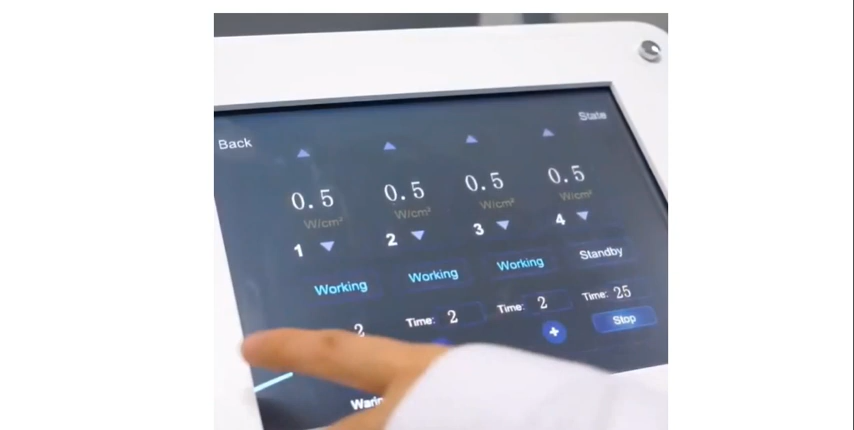 Back
State
0.5 0.5 0.5 0.5
W/cm² W/cm² W/cm² W/cm²
1 2 3 4
Working Working Working Standby
2 Time: 2 Time: 2 Time: 25
+ Stop